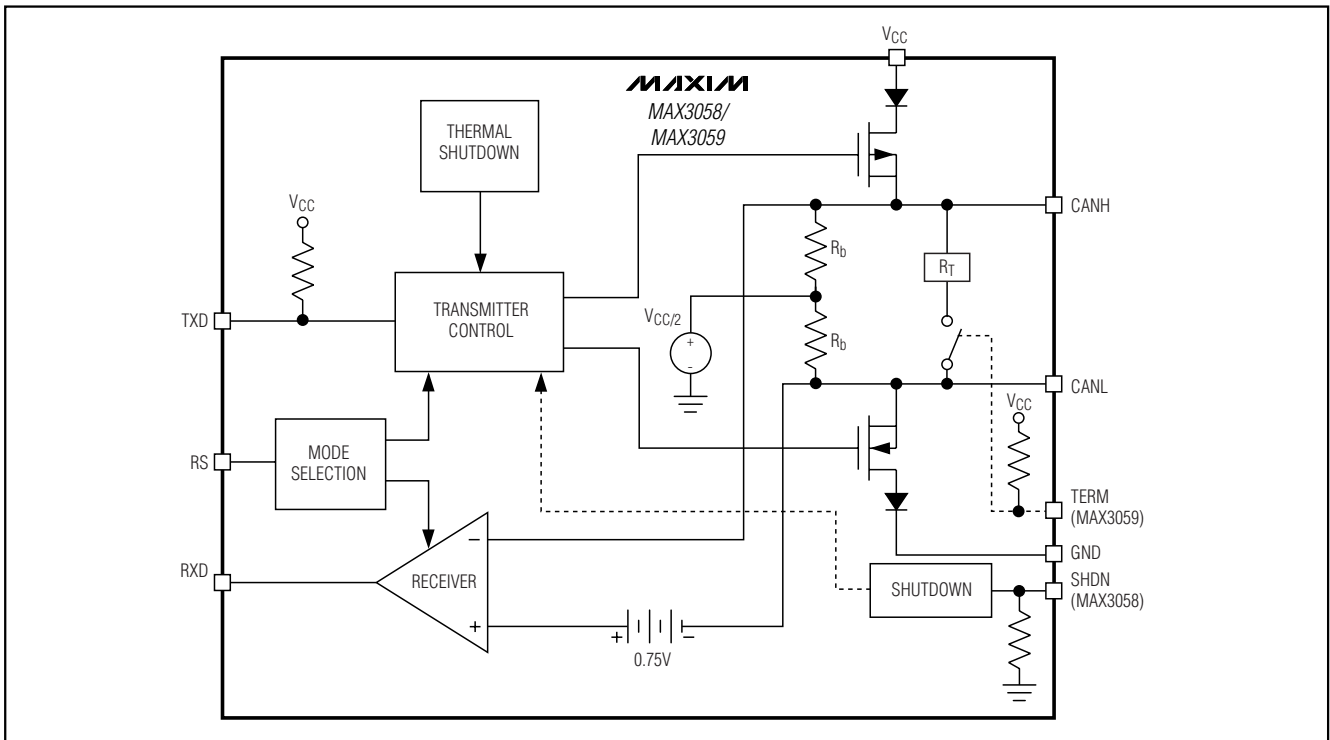 VCC
MAXIM
MAX3058/
MAX3059
THERMAL
SHUTDOWN
VCC
CANH
Rb
RT
TXD
TRANSMITTER
CONTROL
VCC/2
+
-
Rb
CANL
VCC
RS
MODE
SELECTION
TERM
(MAX3059)
−
GND
RXD
RECEIVER
SHUTDOWN
SHDN
(MAX3058)
+
+
−
0.75V